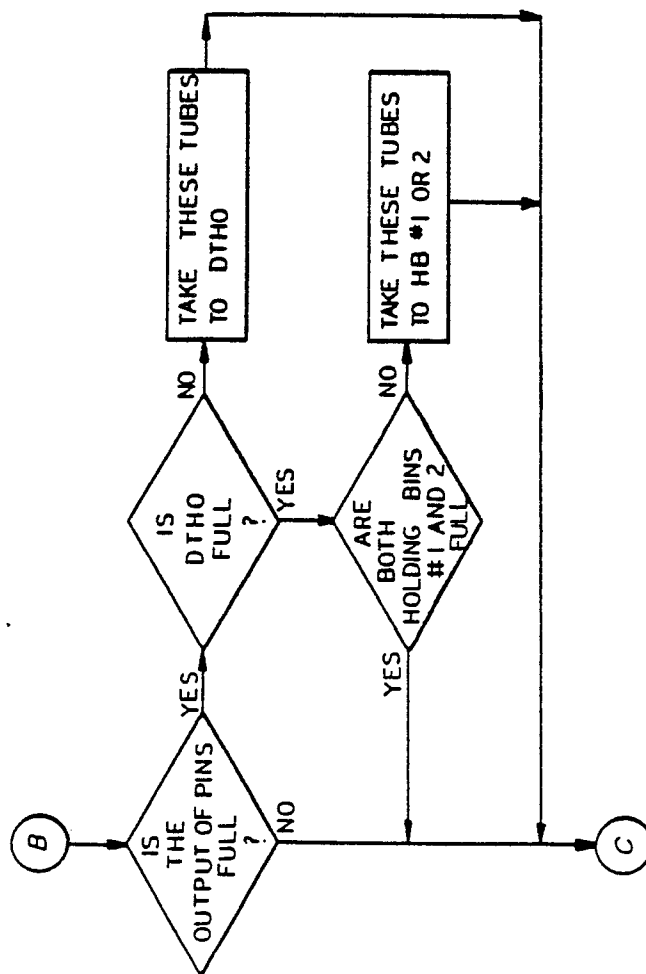 B
IS
THE
OUTPUT OF PINS
FULL
?
YES
NO
IS
DTHO
FULL
?
NO
YES
TAKE THESE TUBES
TO DTHO
ARE
BOTH
HOLDING BINS
#1 AND 2
FULL
YES
NO
TAKE THESE TUBES
TO HB #1 OR 2
C